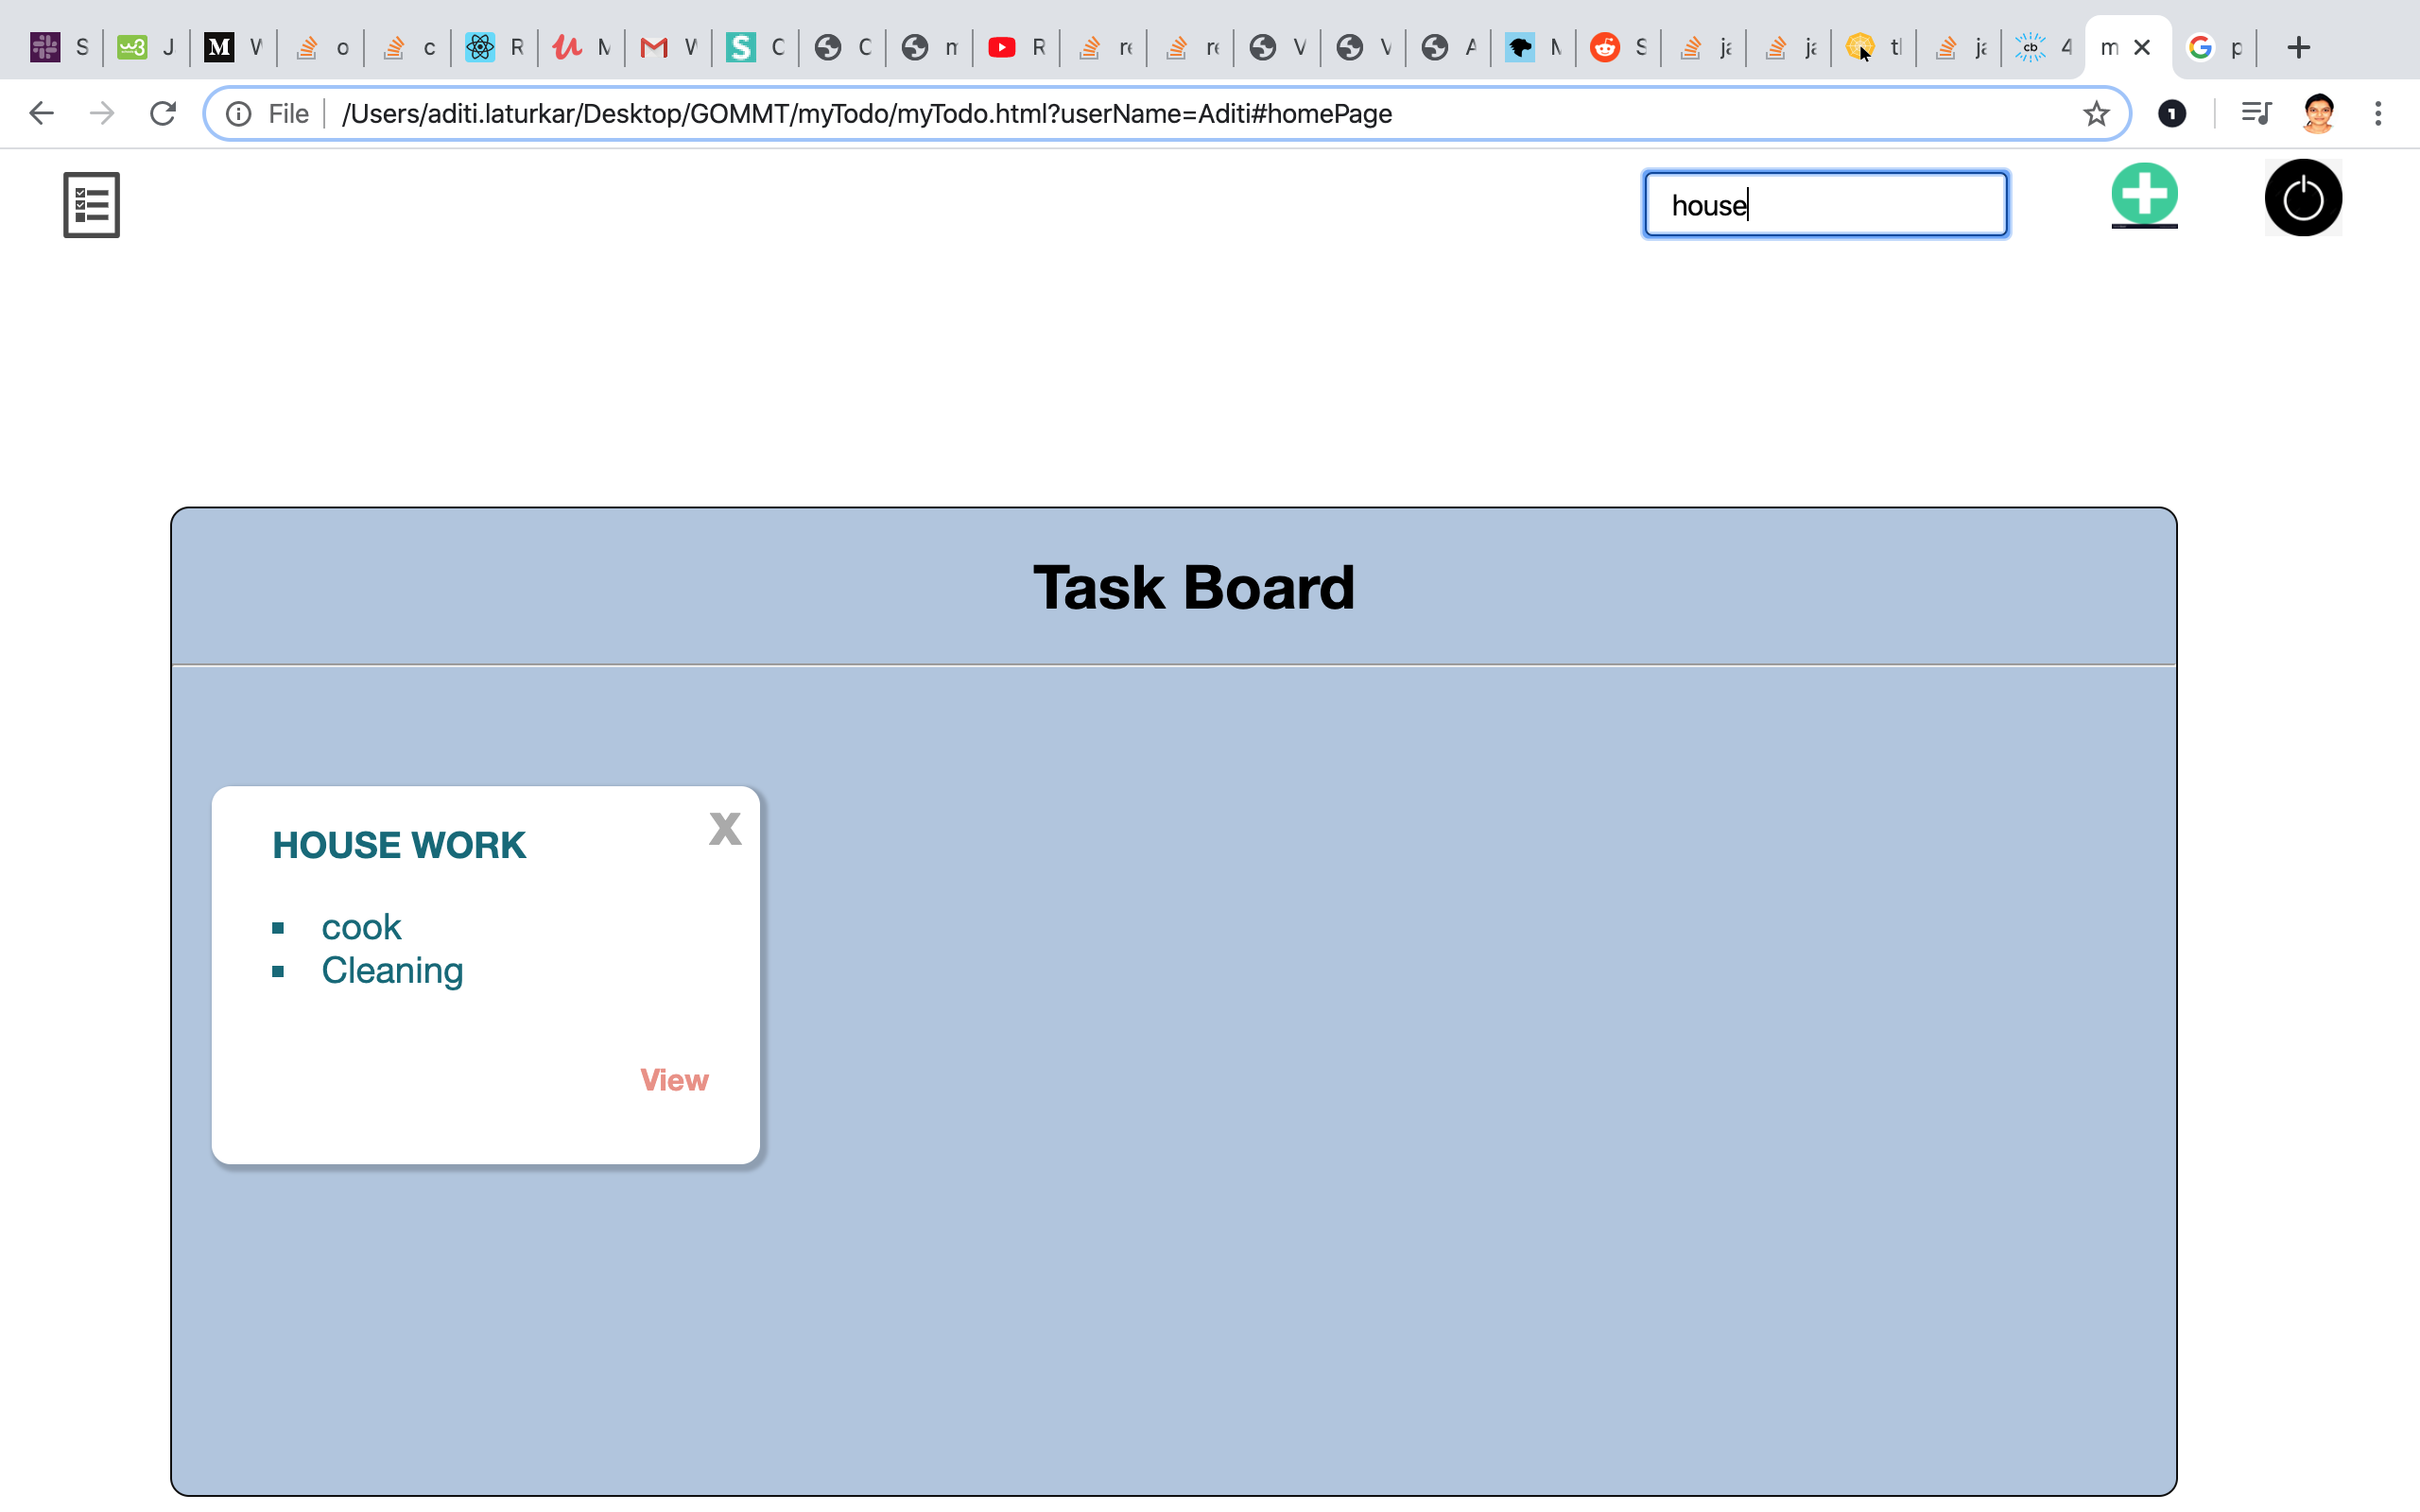 S J M W o c R M W S C C m R re re V V A M S ja ja tl ja cb 4 m G p
File /Users/aditi.laturkar/Desktop/GOMMT/myTodo/myTodo.html?userName=Aditi#homePage
house
Task Board
HOUSE WORK X
cook
Cleaning
View